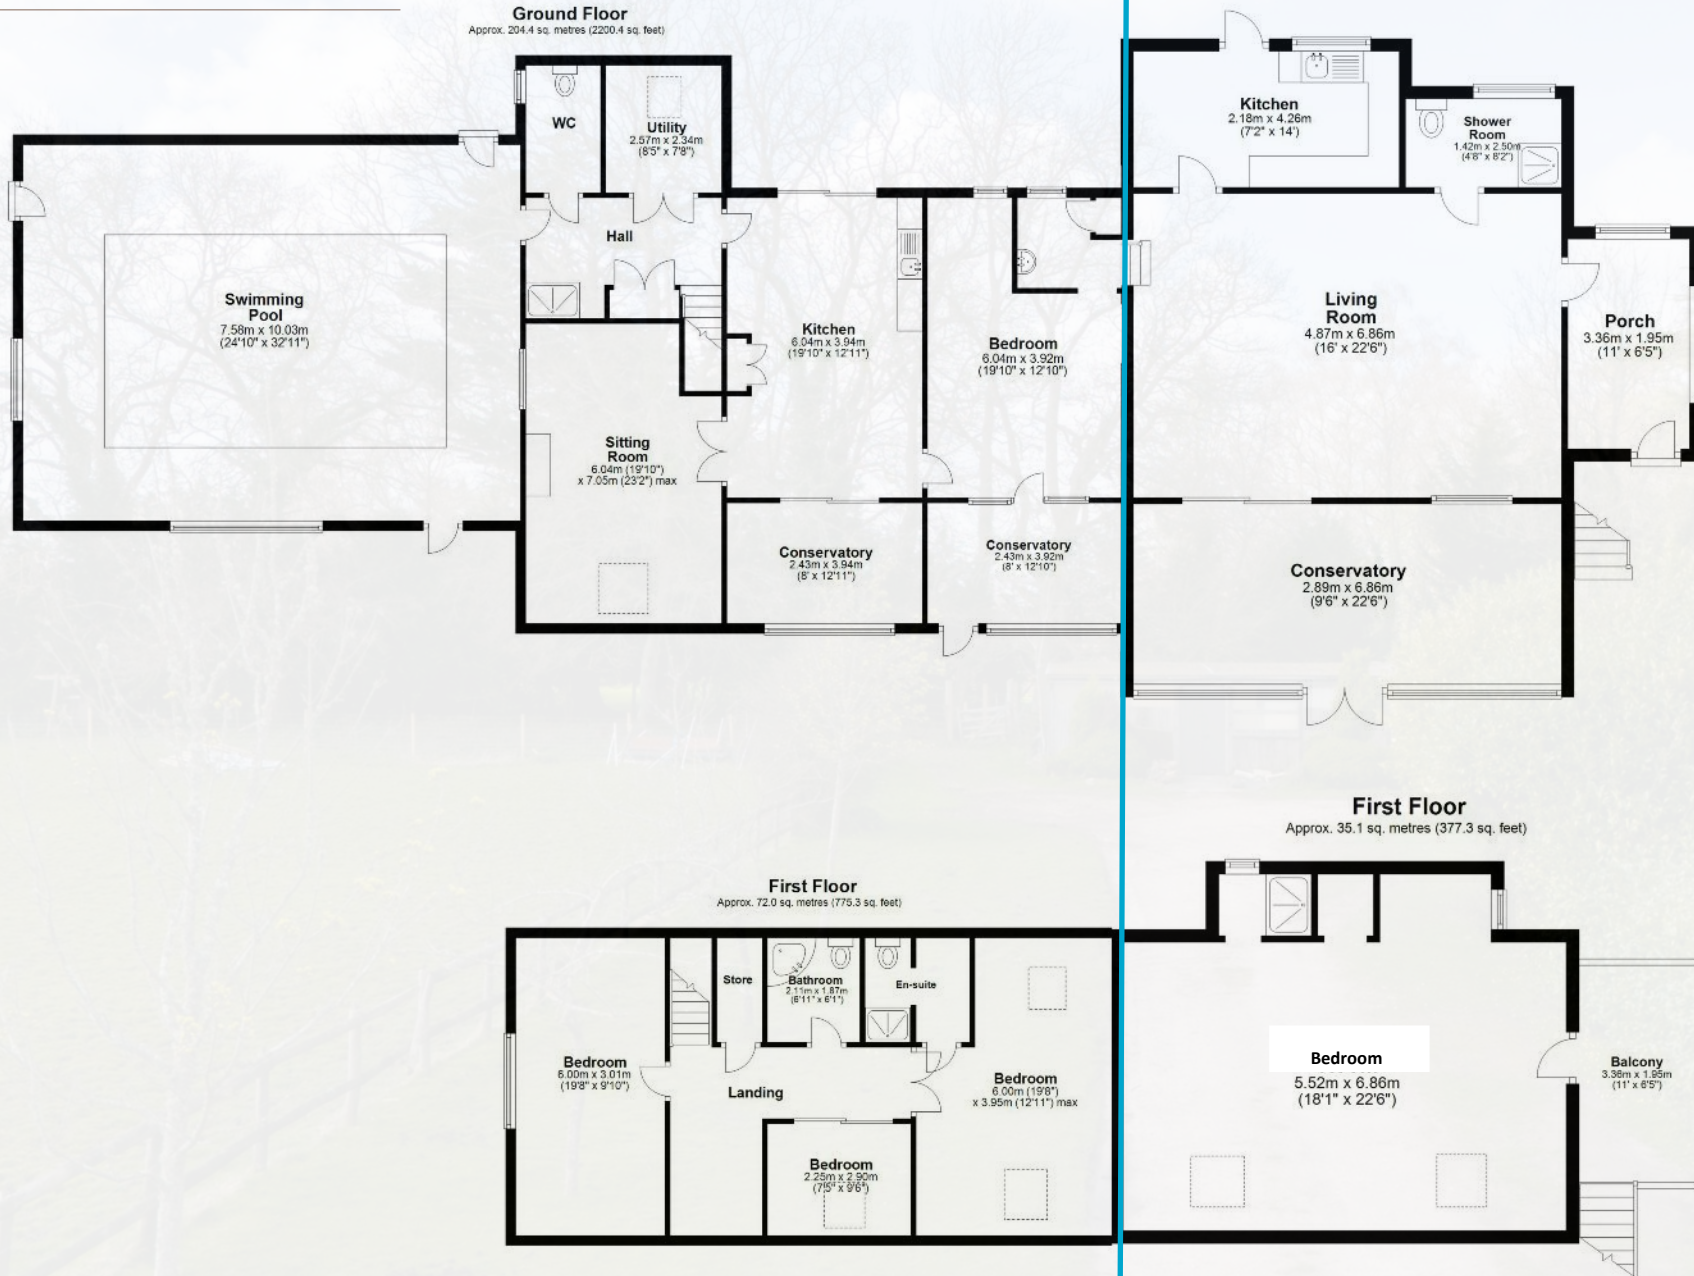 Ground Floor
Approx. 204.4 sq. metres (2200.4 sq. feet)
WC
Utility
2.57m x 2.34m
(8'5" x 7'8")
Hall
Swimming
Pool
7.58m x 10.03m
(24'10" x 32'11")
Kitchen
6.04m x 3.94m
(19'10" x 12'11")
Bedroom
6.04m x 3.92m
(19'10" x 12'10")
Sitting
Room
6.04m (19'10")
x 7.05m (23'2") max
Conservatory
2.43m x 3.94m
(8' x 12'11")
Conservatory
2.43m x 3.92m
(8' x 12'10")
Kitchen
2.18m x 4.26m
(7'2" x 14')
Shower
Room
1.42m x 2.50m
(4'8" x 8'2")
Living
Room
4.87m x 6.86m
(16' x 22'6")
Porch
3.36m x 1.95m
(11' x 6'5")
Conservatory
2.89m x 6.86m
(9'6" x 22'6")
First Floor
Approx. 72.0 sq. metres (775.3 sq. feet)
Store
Bathroom
2.11m x 1.87m
(6'11" x 6'1")
En-suite
Bedroom
6.00m x 3.01m
(19'8" x 9'10")
Landing
Bedroom
6.00m (19'8")
x 3.95m (12'11") max
Bedroom
2.25m x 2.90m
(7'5" x 9'6")
First Floor
Approx. 35.1 sq. metres (377.3 sq. feet)
Bedroom
5.52m x 6.86m
(18'1" x 22'6")
Balcony
3.36m x 1.95m
(11' x 6'5")